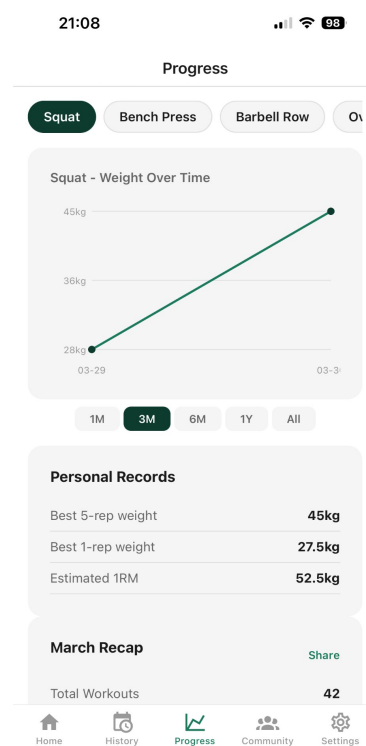 21:08
98
Progress
Squat Bench Press Barbell Row
Squat - Weight Over Time
45kg
36kg
28kg
03-29 03-3
1M 3M 6M 1Y All
Personal Records
Best 5-rep weight 45kg
Best 1-rep weight 27.5kg
Estimated 1RM 52.5kg
March Recap Share
Total Workouts 42
Home History Progress Community Settings